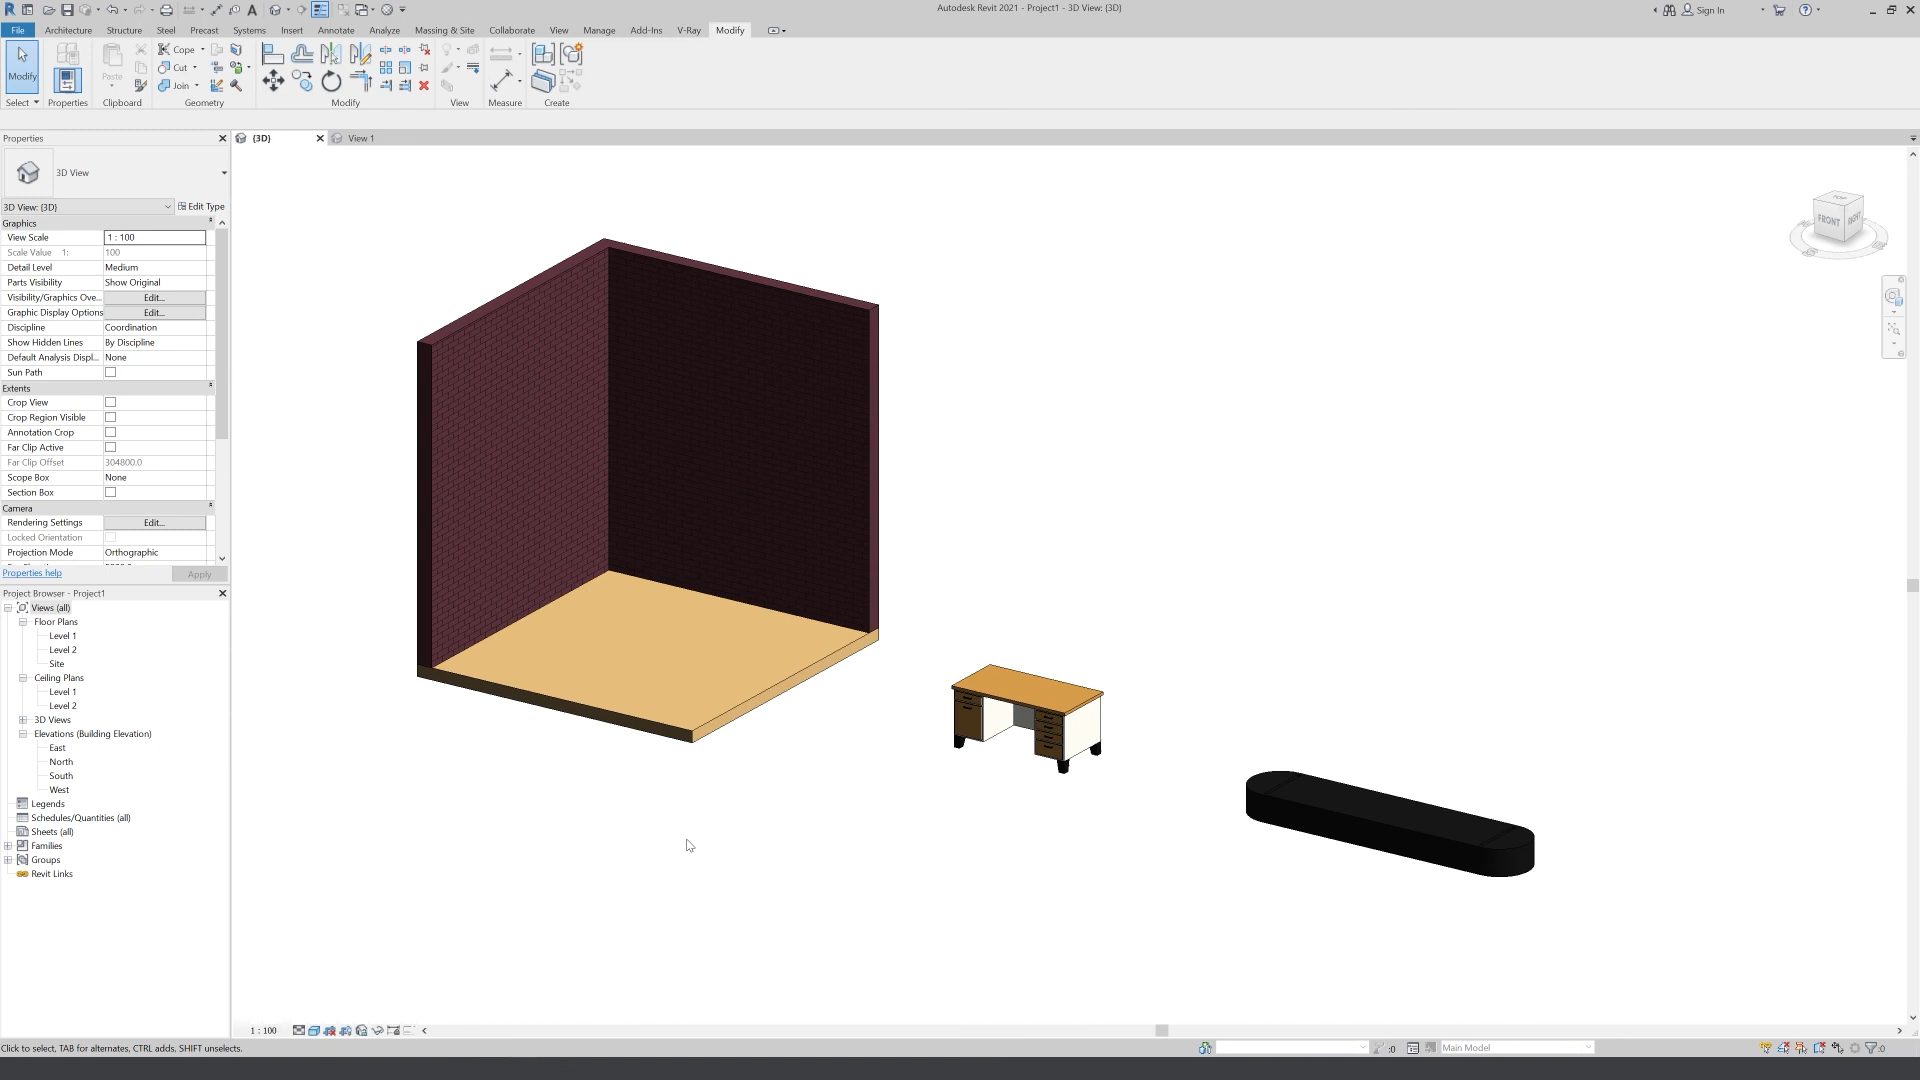 Autodesk Revit 2021 - Project1 - 3D View: {3D}
Sign In
File Architecture Structure Steel Precast Systems Insert Annotate Analyze Massing & Site Collaborate View Manage Add-Ins V-Ray Modify
Modify
Paste
Cope
Cut
Join
Select Properties Clipboard Geometry Modify View Measure Create
Properties
{3D}
View 1
3D View
3D View: {3D}
Edit Type
Graphics
View Scale 1 : 100
Scale Value 1: 100
Detail Level Medium
Parts Visibility Show Original
Visibility/Graphics Ove... Edit...
Graphic Display Options Edit...
Discipline Coordination
Show Hidden Lines By Discipline
Default Analysis Displ... None
Sun Path
Extents
Crop View
Crop Region Visible
Annotation Crop
Far Clip Active
Far Clip Offset 304800.0
Scope Box None
Section Box
Camera
Rendering Settings Edit...
Locked Orientation
Projection Mode Orthographic
Properties help
Apply
Project Browser - Project1
Views (all)
Floor Plans
Level 1
Level 2
Site
Ceiling Plans
Level 1
Level 2
3D Views
Elevations (Building Elevation)
East
North
South
West
Legends
Schedules/Quantities (all)
Sheets (all)
Families
Groups
Revit Links
TOP
FRONT
RIGHT
1 : 100
Click to select, TAB for alternates, CTRL adds, SHIFT unselects.
:0
Main Model
:0